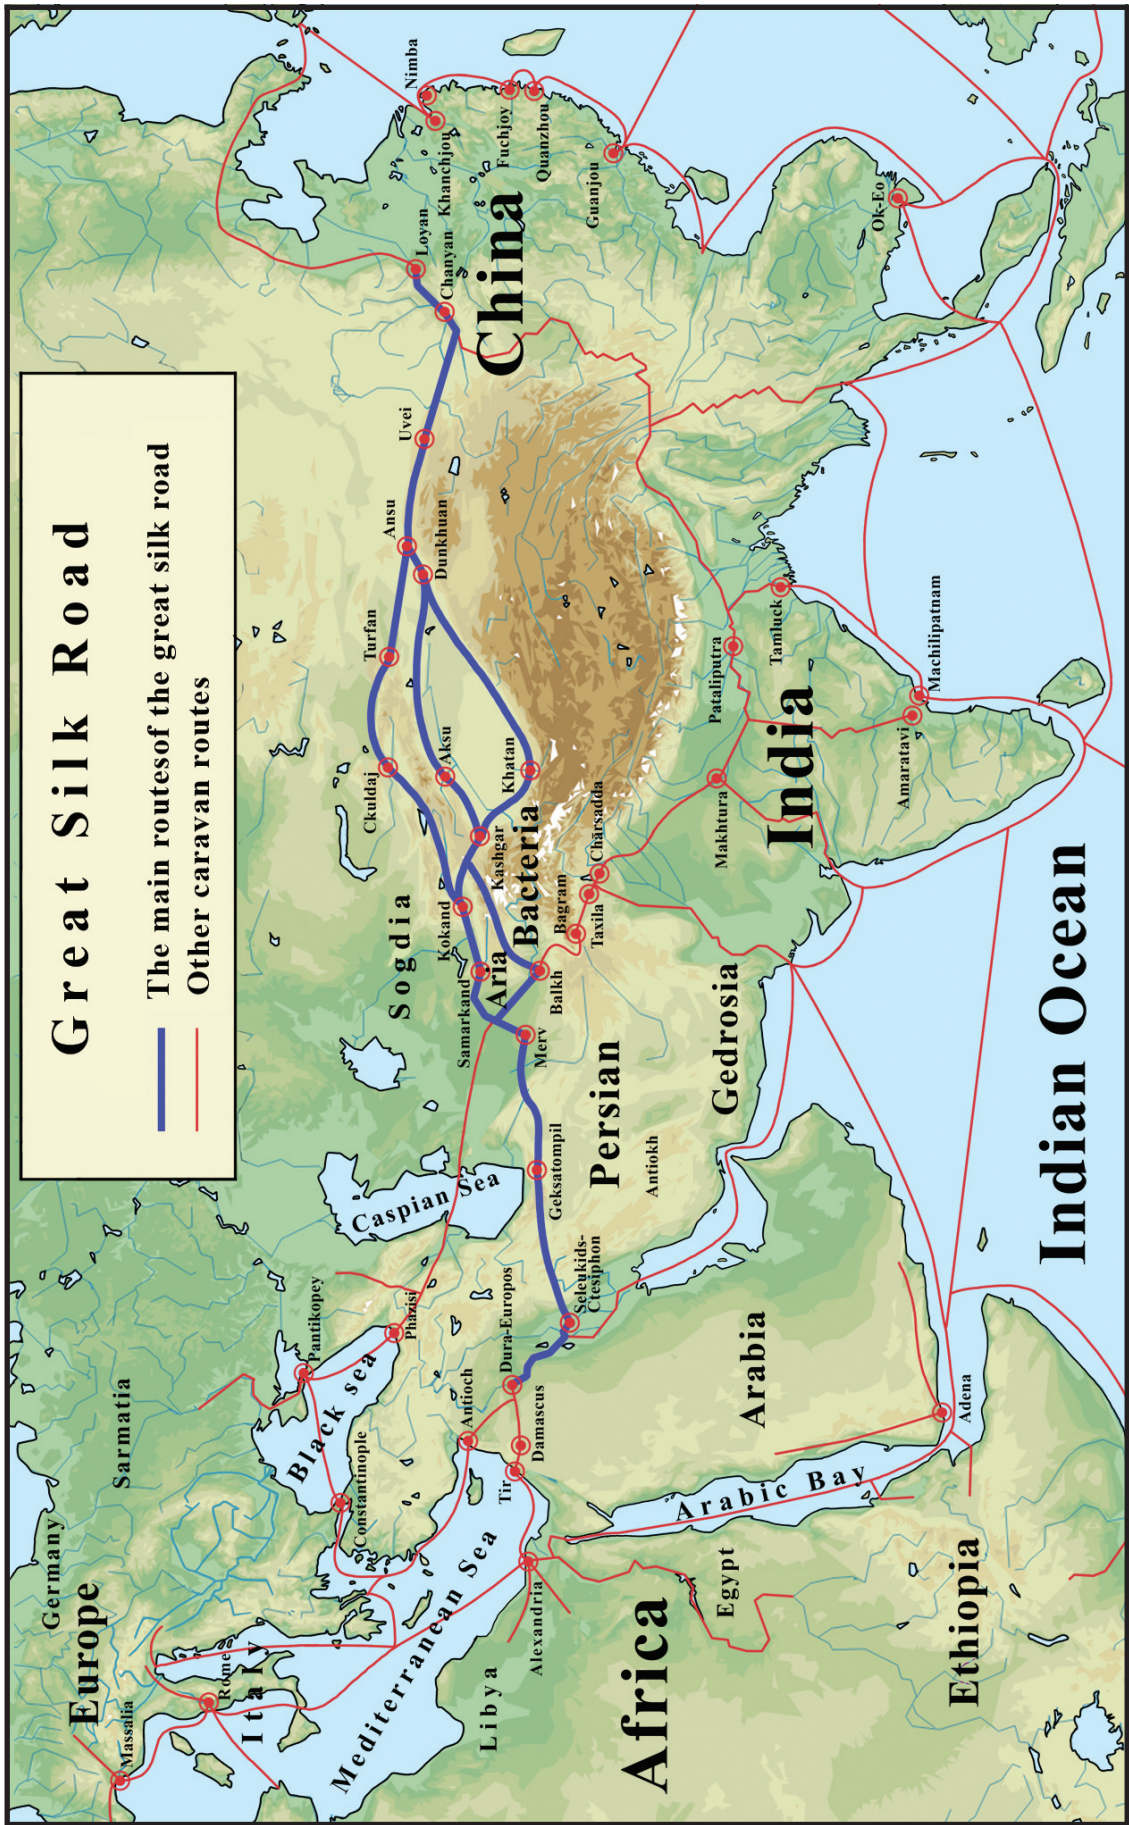 Great Silk Road
The main routesof the great silk road
Other caravan routes
Europe
Germany
Sarmatia
Massalia
Rome
Italy
Pantikopey
Black sea
Phazisi
Constantinople
Caspian Sea
Mediterranean Sea
Antioch
Dura-Europos
Damascus
Tir
Seleukids-
Ctesiphon
Geksatompil
Libya
Alexandria
Africa
Egypt
Ethiopia
Arabic Bay
Arabia
Adena
Persian
Antiokh
Gedrosia
Sogdia
Samarkand
Aria
Merv
Balkh
Kokand
Bacteria
Bagram
Taxila
Charsadda
Kashgar
Ckuldaj
Aksu
Khatan
Turfan
Ansu
Dunkhuan
Uvei
China
Chanyan
Loyan
Khanchjou
Nimba
Fuchjoy
Quanzhou
Guanjou
Ok-Eo
India
Makhtura
Pataliputra
Tamluck
Amaratavi
Machilipatnam
Indian Ocean